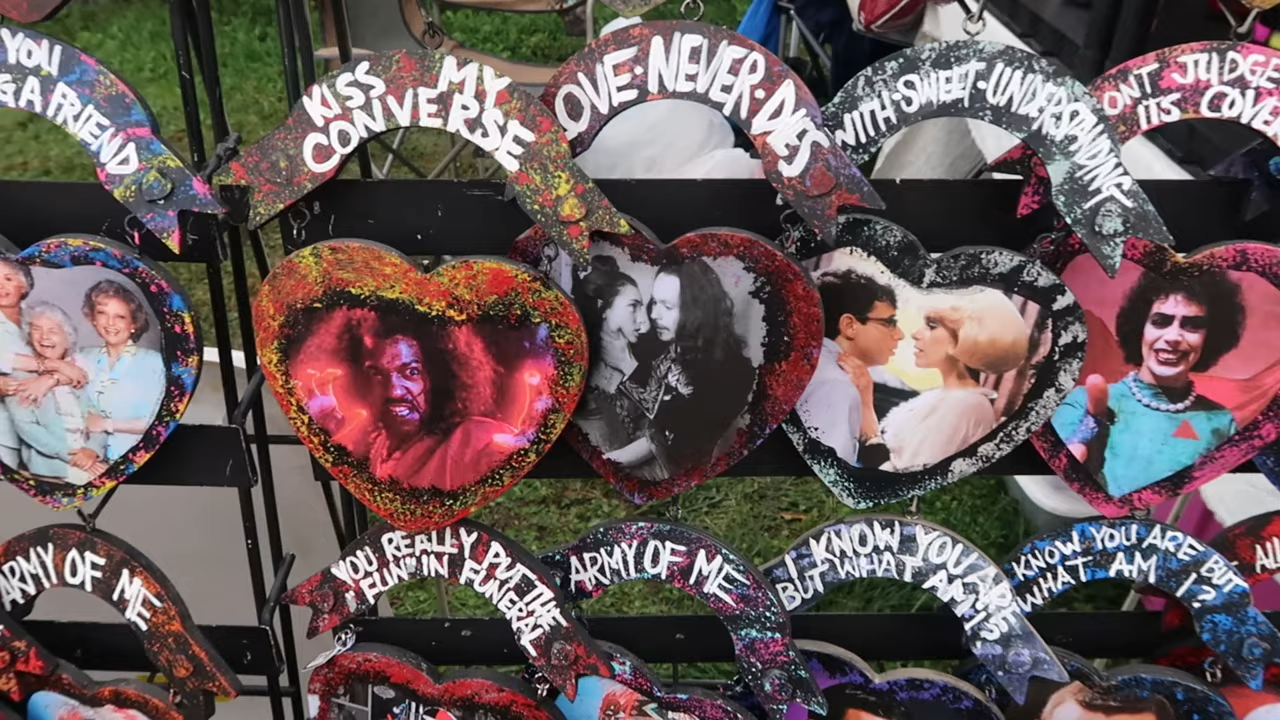 YOU
G A FRIEND
KISS MY
CONVERSE
OVE·NEVER·DIES
WITH·SWEET·UNDERSTANDING
ONT JUDGE
ITS COVER
ARMY OF ME
YOU REALLY PUT THE
"FUN" IN FUNERAL
ARMY OF ME
I KNOW YOU ARE
BUT WHAT AM I?
KNOW YOU ARE BUT
WHAT AM I?